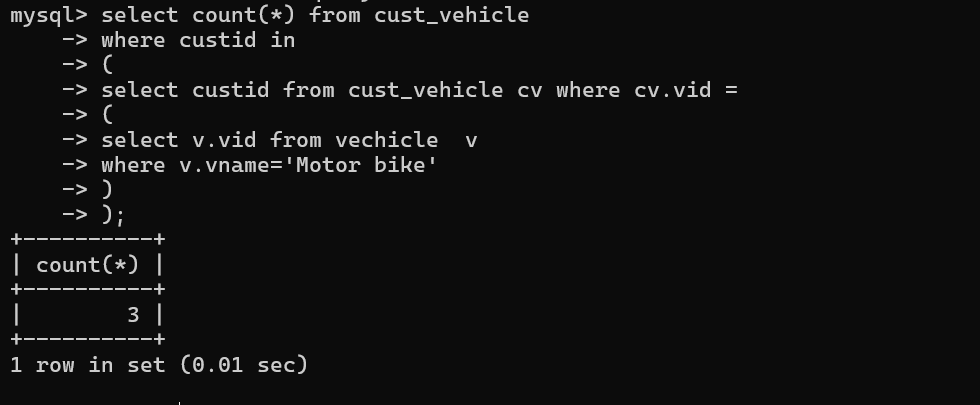 mysql> select count(*) from cust_vehicle
    -> where custid in
    -> (
    -> select custid from cust_vehicle cv where cv.vid =
    -> (
    -> select v.vid from vechicle  v
    -> where v.vname='Motor bike'
    -> )
    -> );
+----------+
| count(*) |
+----------+
|        3 |
+----------+
1 row in set (0.01 sec)